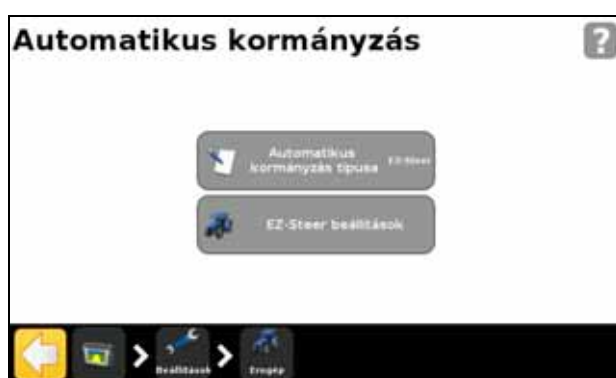 Automatikus kormányzás
?
Automatikus
kormányzás típusa
EZ-Steer
EZ-Steer beállítások
Beállítások
Erőgép